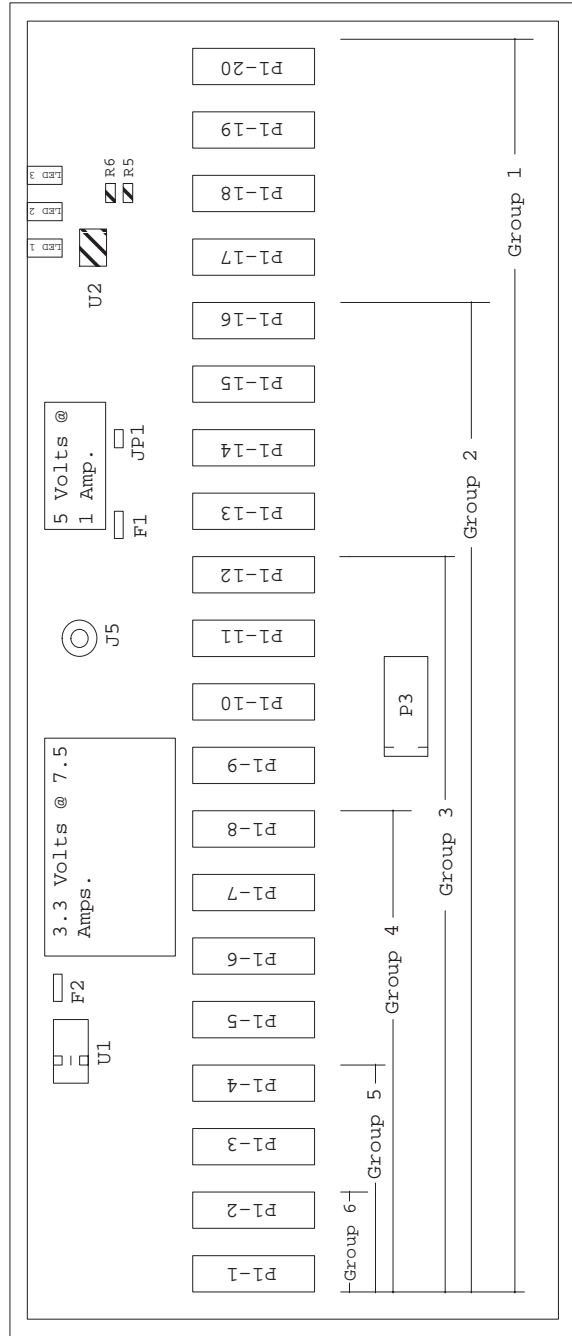 P1-20
P1-19
P1-18
P1-17
P1-16
P1-15
P1-14
P1-13
P1-12
P1-11
P1-10
P1-9
P1-8
P1-7
P1-6
P1-5
P1-4
P1-3
P1-2
P1-1
LED 3
LED 2
LED 1
R6
R5
U2
5 Volts @
1 Amp.
JP1
F1
J5
3.3 Volts @ 7.5
Amps.
F2
U1
P3
Group 1
Group 2
Group 3
Group 4
Group 5
Group 6